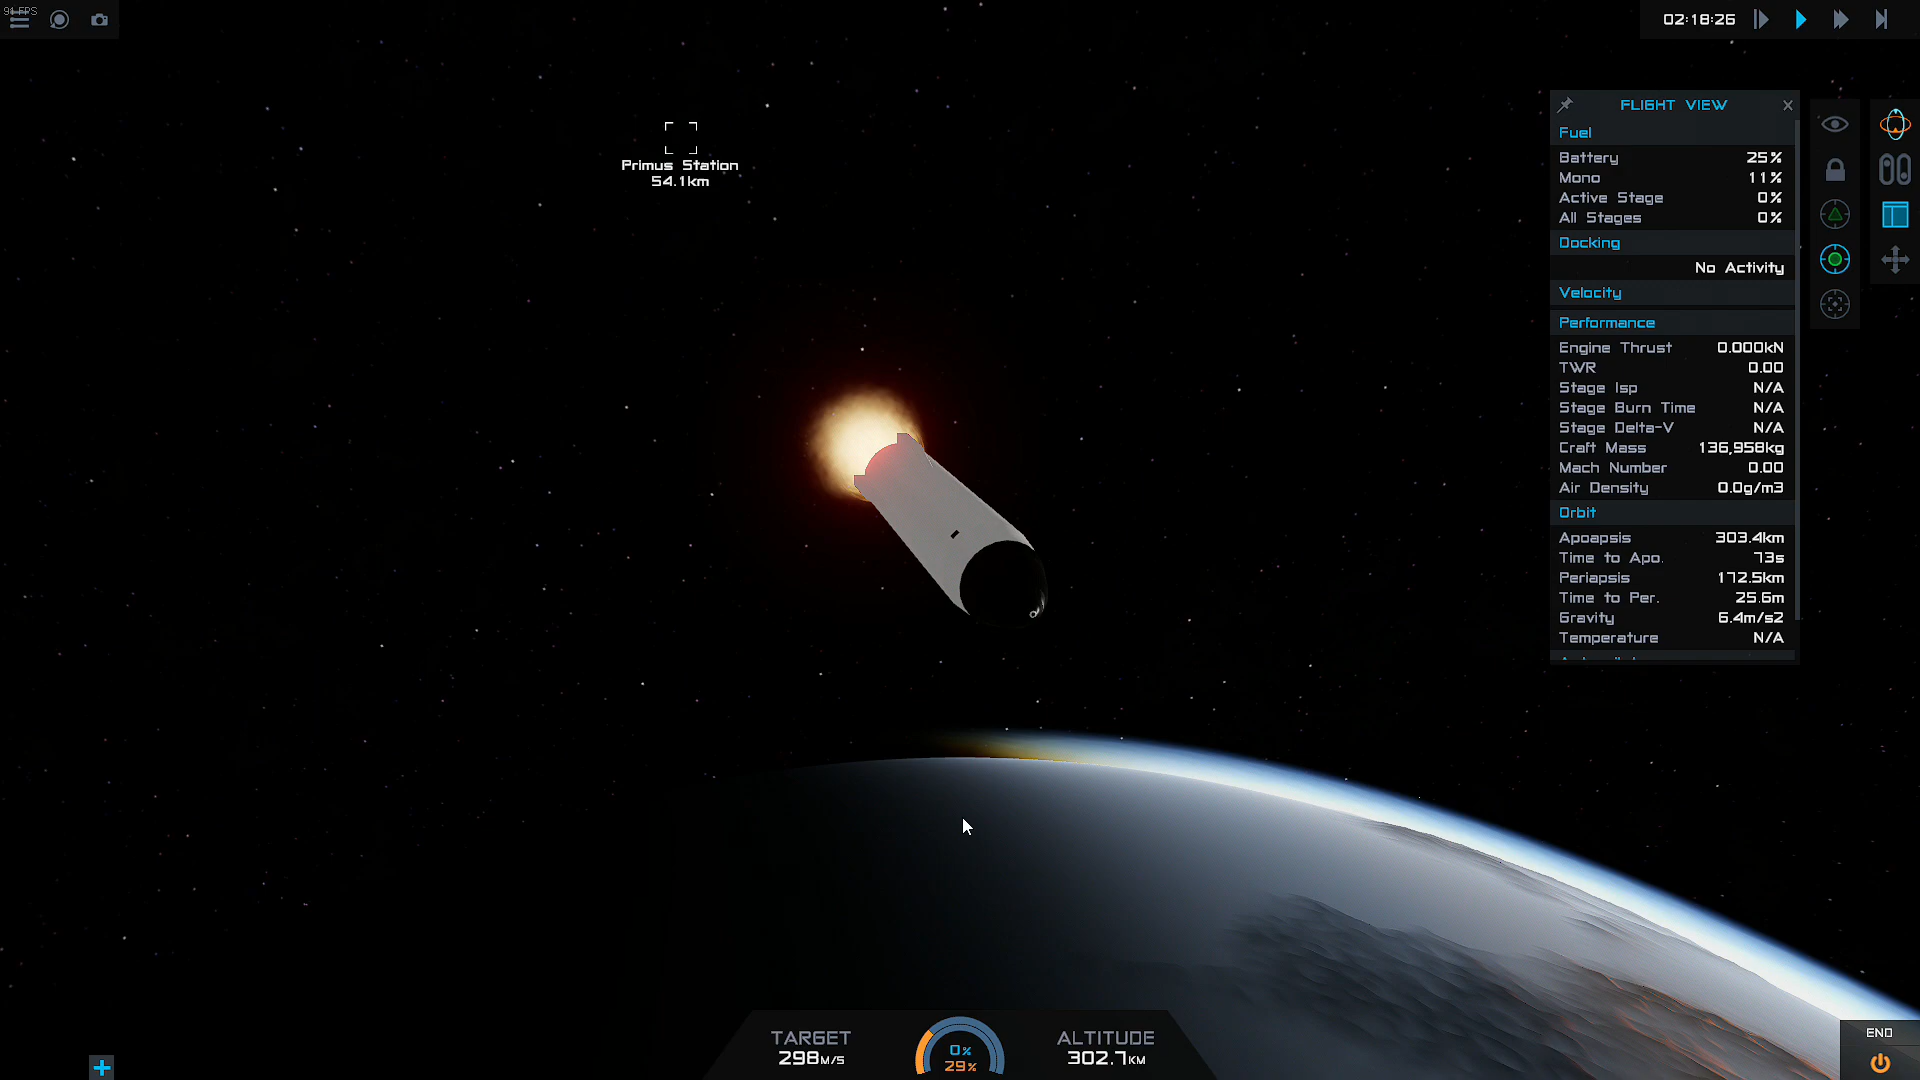 91 FPS
02:18:26
Primus Station
54.1km
FLIGHT VIEW
Fuel
Battery 25%
Mono 11%
Active Stage 0%
All Stages 0%
Docking
No Activity
Velocity
Performance
Engine Thrust 0.000kN
TWR 0.00
Stage Isp N/A
Stage Burn Time N/A
Stage Delta-V N/A
Craft Mass 136,958kg
Mach Number 0.00
Air Density 0.0g/m3
Orbit
Apoapsis 303.4km
Time to Apo. 73s
Periapsis 172.5km
Time to Per. 25.6m
Gravity 6.4m/s2
Temperature N/A
TARGET
298M/S
0%
29%
ALTITUDE
302.7KM
END